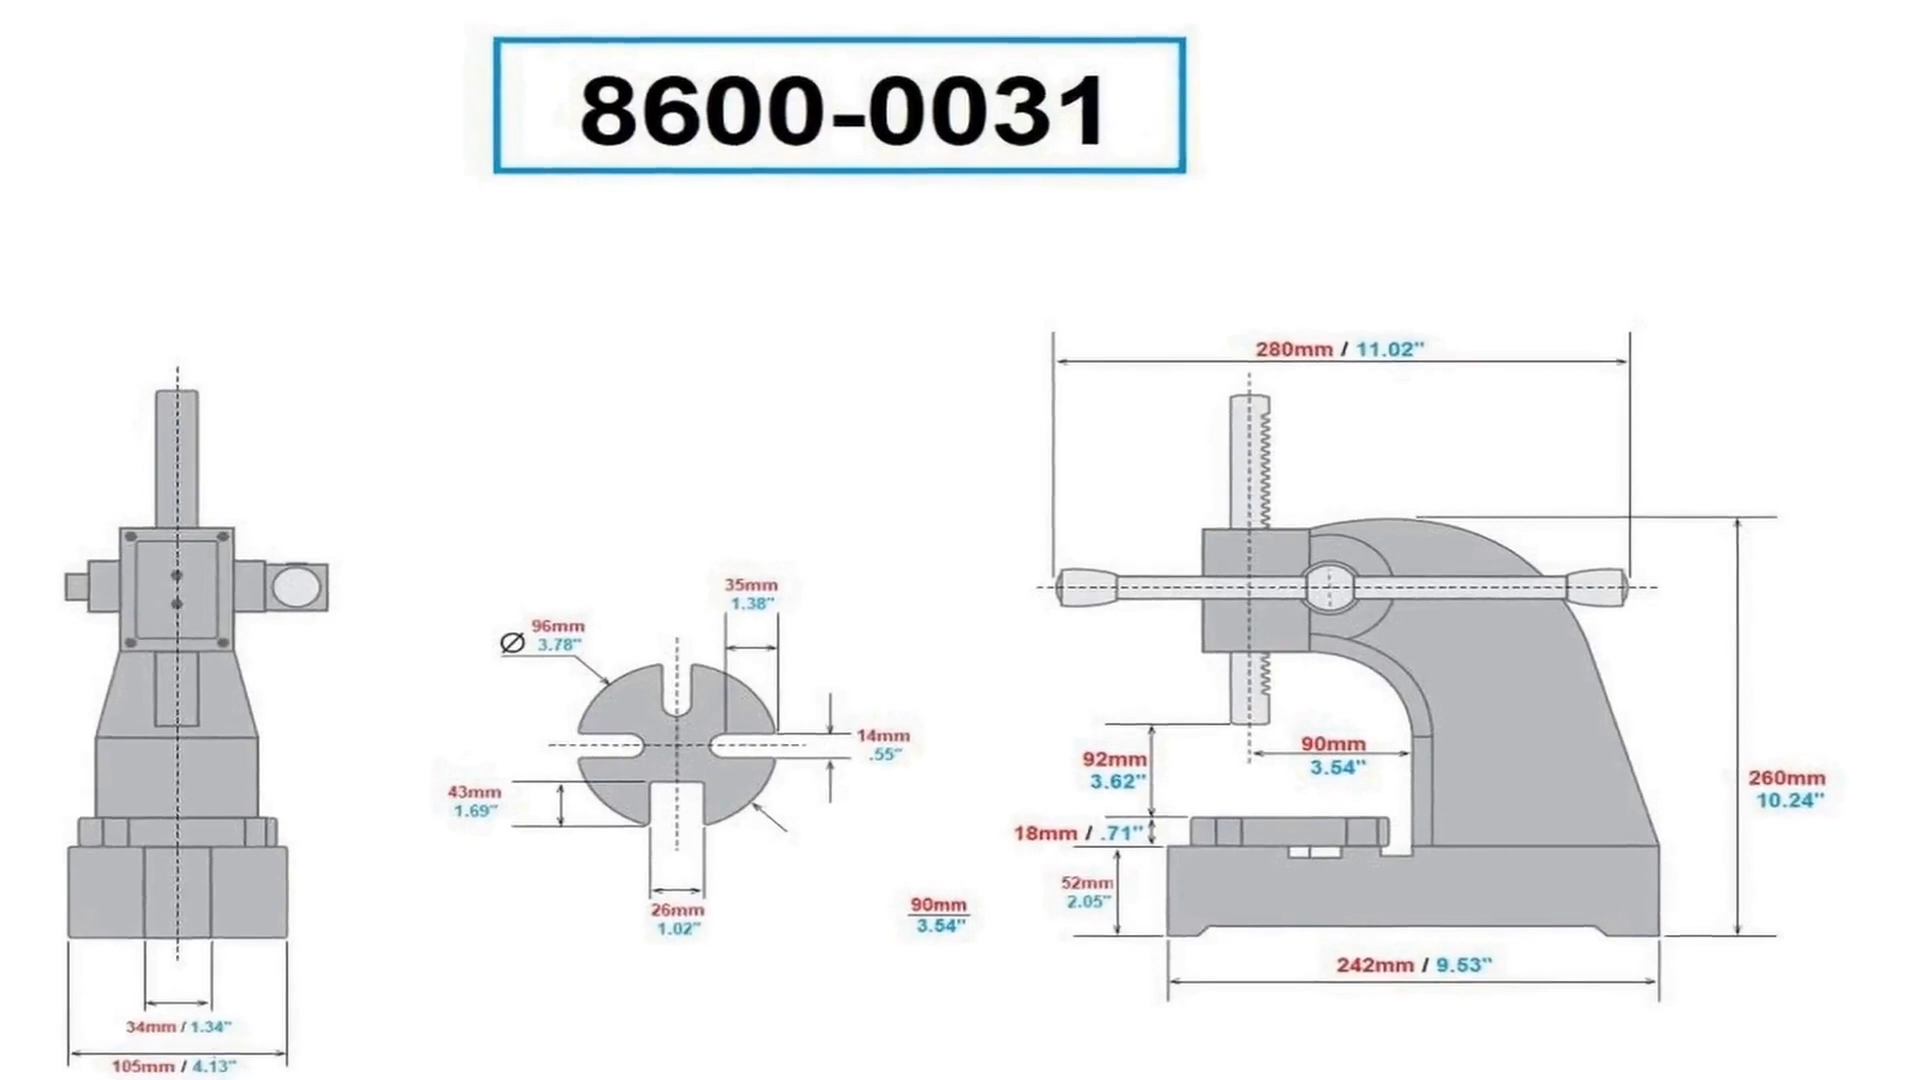 8600-0031
280mm / 11.02"
35mm
1.38"
Ø 96mm
3.78"
14mm
.55"
43mm
1.69"
26mm
1.02"
90mm
3.54"
92mm
3.62"
90mm
3.54"
18mm / .71"
52mm
2.05"
260mm
10.24"
242mm / 9.53"
34mm / 1.34"
105mm / 4.13"